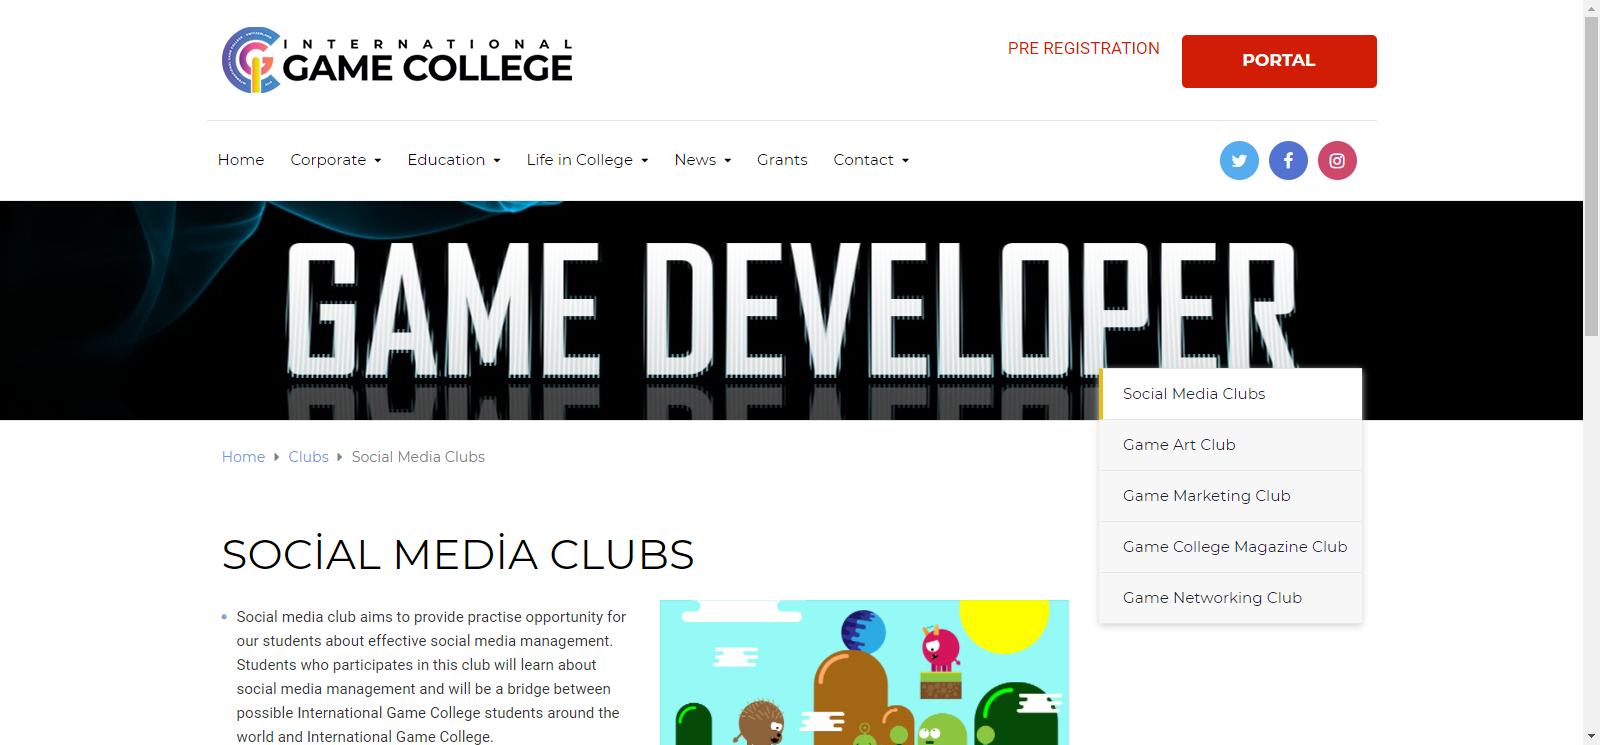 INTERNATIONAL
GAME COLLEGE
PRE REGISTRATION
PORTAL
Home
Corporate
Education
Life in College
News
Grants
Contact
GAME DEVELOPER
Social Media Clubs
Game Art Club
Game Marketing Club
Game College Magazine Club
Game Networking Club
Home
Clubs
Social Media Clubs
SOCİAL MEDİA CLUBS
Social media club aims to provide practise opportunity for
our students about effective social media management.
Students who participates in this club will learn about
social media management and will be a bridge between
possible International Game College students around the
world and International Game College.